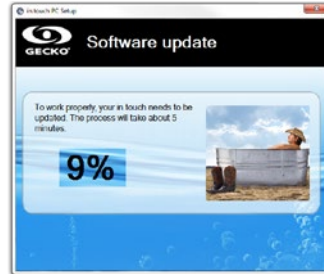 in touch PC Setup
GECKO
Software update
To work properly, your in touch needs to be
updated. The process will take about 5
minutes.
9%